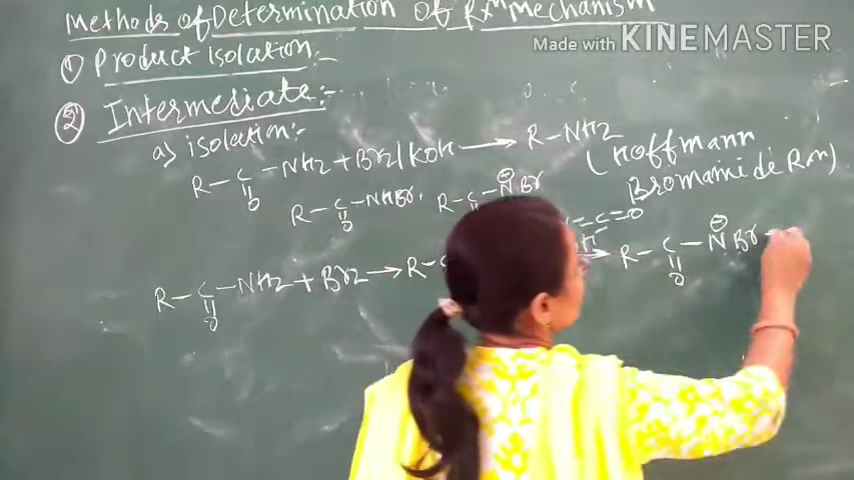 Methods of Determination of Rxn Mechanism
Made with KINEMASTER
① Product Isolation:-
② Intermediate:-
a) isolation:-
R-C-NH2 + Br2/KOH → R-NH2
O
(Hoffmann
Bromamide Rxn)
R-C-NHBr, R-C-N⊖Br
O
=C=O
R-C-NH2 + Br2 → R-C
O
→ R-C-N⊖Br
O